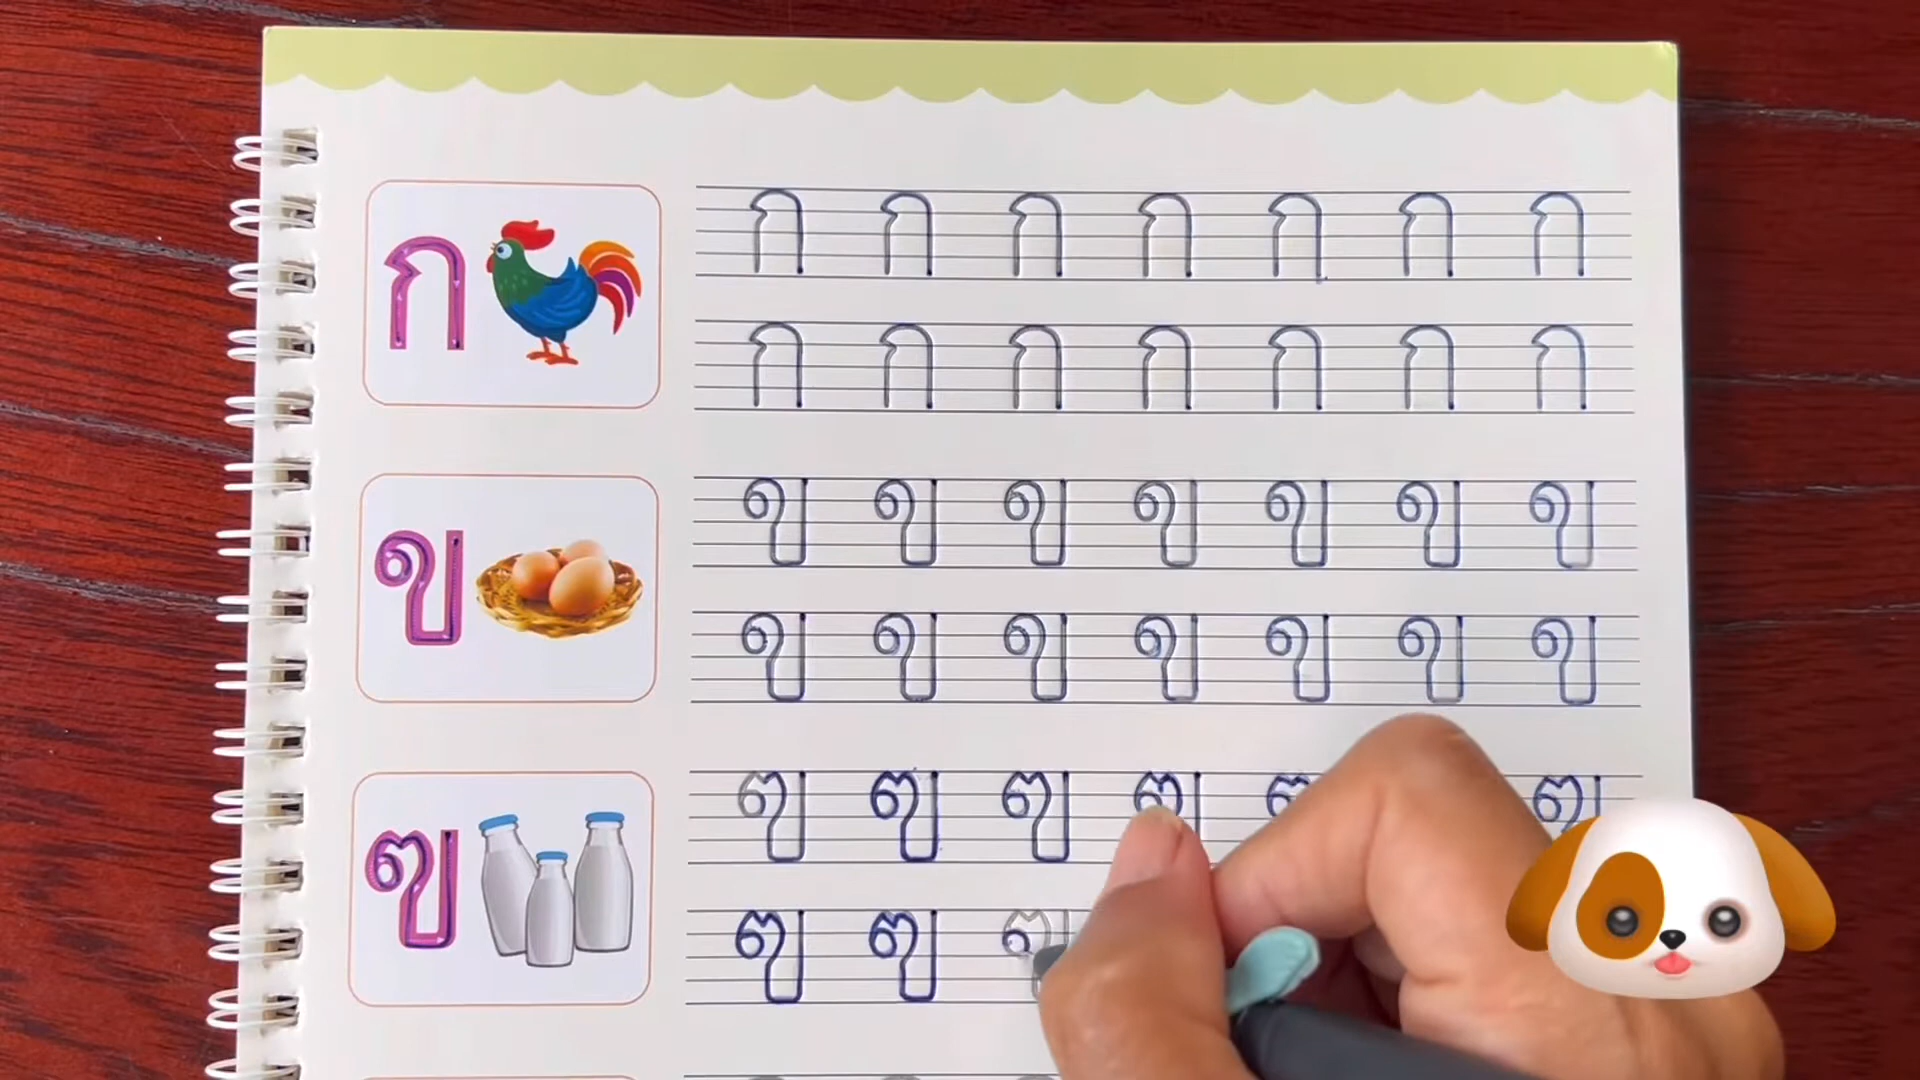 ก ก ก ก ก ก ก ก
ก ก ก ก ก ก ก
ข ข ข ข ข ข ข ข
ข ข ข ข ข ข ข
ฃ ฃ ฃ ฃ ฃ ฃ ฃ
ฃ ฃ ฃ